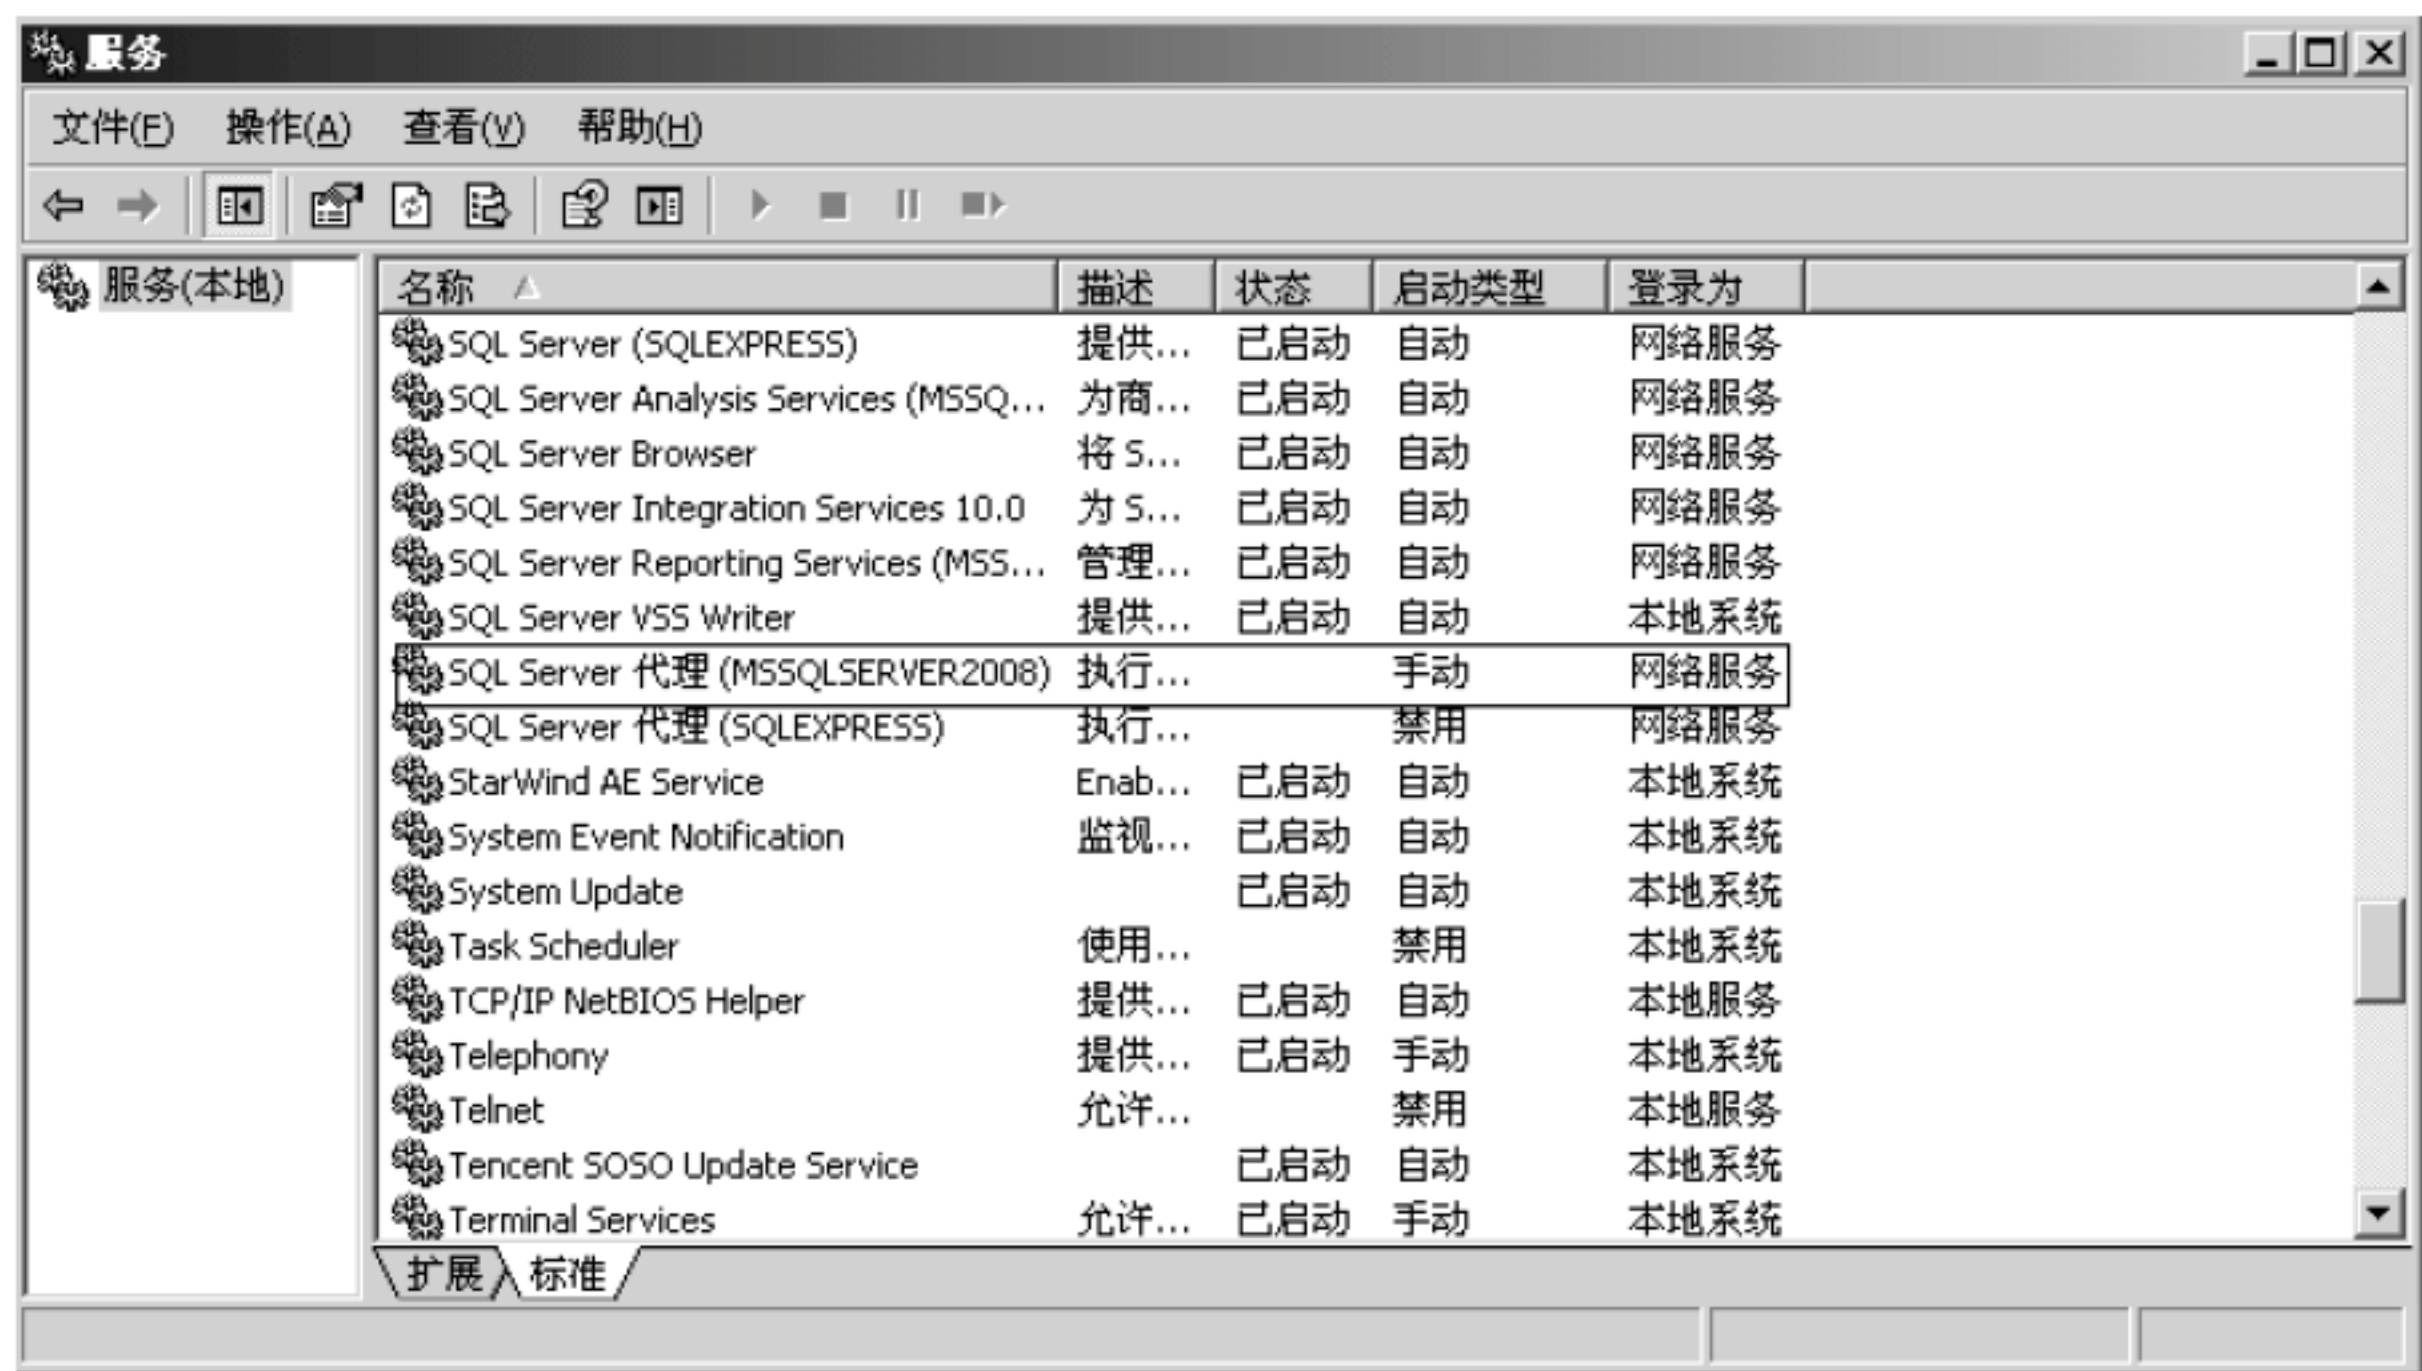 服务
文件(F) 操作(A) 查看(V) 帮助(H)
服务(本地)
名称 描述 状态 启动类型 登录为
SQL Server (SQLEXPRESS) 提供... 已启动 自动 网络服务
SQL Server Analysis Services (MSSQ... 为商... 已启动 自动 网络服务
SQL Server Browser 将 S... 已启动 自动 网络服务
SQL Server Integration Services 10.0 为 S... 已启动 自动 网络服务
SQL Server Reporting Services (MSS... 管理... 已启动 自动 网络服务
SQL Server VSS Writer 提供... 已启动 自动 本地系统
SQL Server 代理 (MSSQLSERVER2008) 执行... 手动 网络服务
SQL Server 代理 (SQLEXPRESS) 执行... 禁用 网络服务
StarWind AE Service Enab... 已启动 自动 本地系统
System Event Notification 监视... 已启动 自动 本地系统
System Update 已启动 自动 本地系统
Task Scheduler 使用... 禁用 本地系统
TCP/IP NetBIOS Helper 提供... 已启动 自动 本地服务
Telephony 提供... 已启动 手动 本地系统
Telnet 允许... 禁用 本地服务
Tencent SOSO Update Service 已启动 自动 本地系统
Terminal Services 允许... 已启动 手动 本地系统
扩展 标准